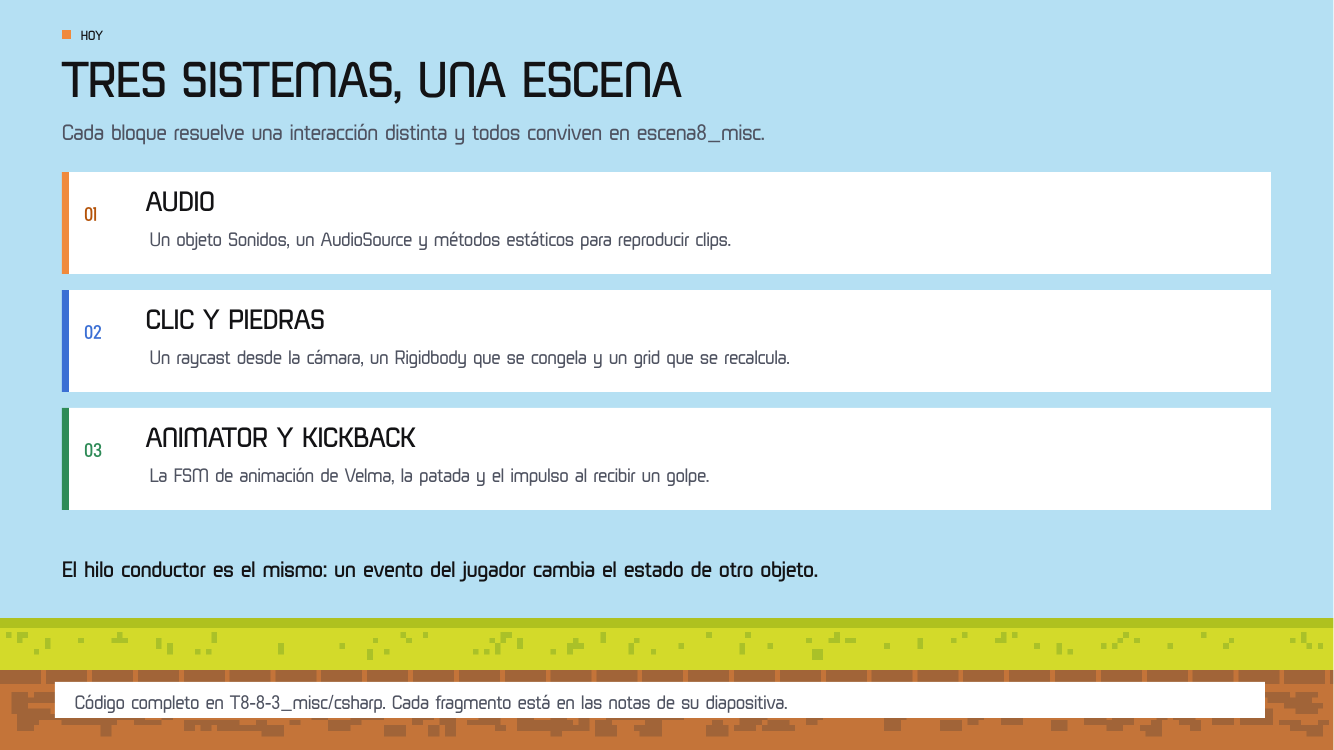 HOY
TRES SISTEMAS, UNA ESCENA
Cada bloque resuelve una interacción distinta y todos conviven en escena8_misc.
01
AUDIO
Un objeto Sonidos, un AudioSource y métodos estáticos para reproducir clips.
02
CLIC Y PIEDRAS
Un raycast desde la cámara, un Rigidbody que se congela y un grid que se recalcula.
03
ANIMATOR Y KICKBACK
La FSM de animación de Velma, la patada y el impulso al recibir un golpe.
El hilo conductor es el mismo: un evento del jugador cambia el estado de otro objeto.
Código completo en T8-8-3_misc/csharp. Cada fragmento está en las notas de su diapositiva.